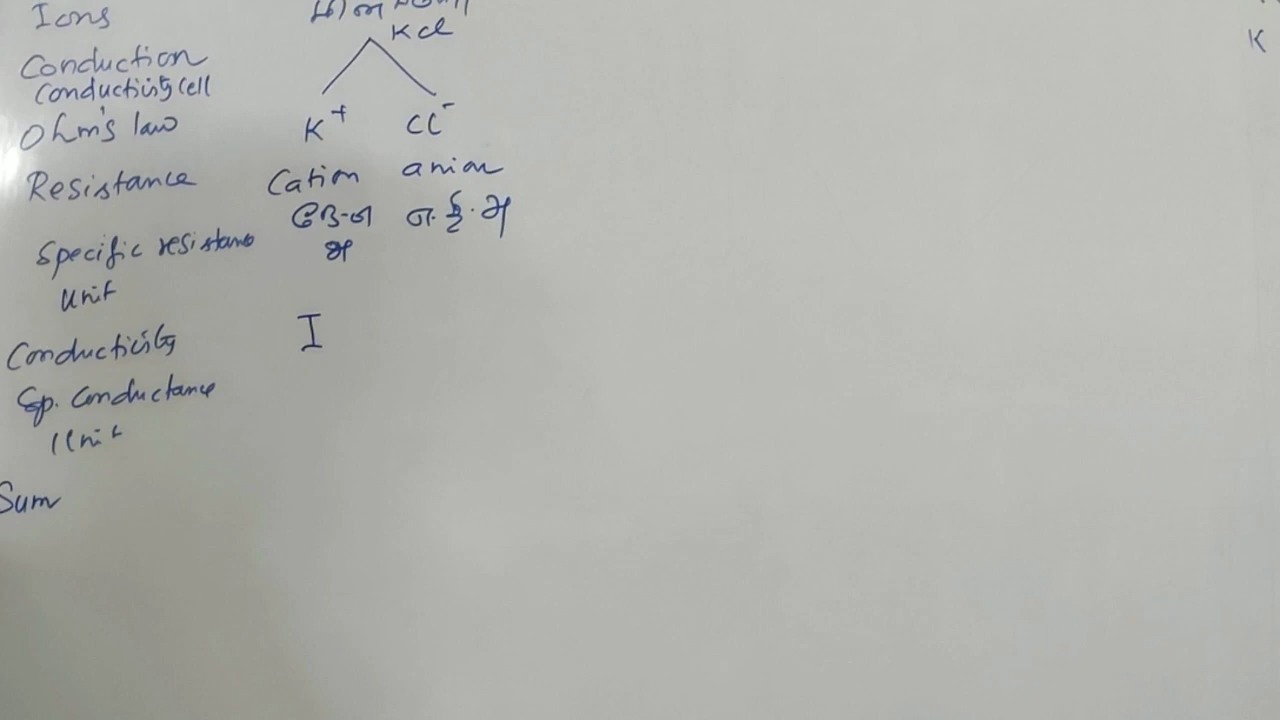 Ions
Conduction
Conductivity cell
Ohm's law
Resistance
Specific resistance
Unit
Conductivity
Sp. Conductance
Unit
Sum
KCl
K+ Cl-
Cation anion
I
K